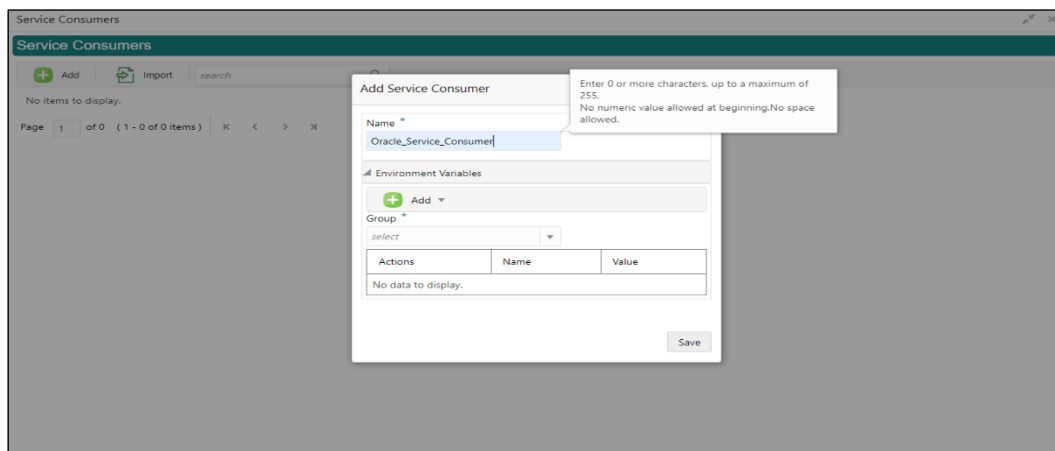 Service Consumers
Service Consumers
Add Import search
No items to display.
Page 1 of 0 (1 - 0 of 0 items)
Add Service Consumer
Enter 0 or more characters, up to a maximum of
255.
No numeric value allowed at beginning.No space
allowed.
Name *
Oracle_Service_Consumer
Environment Variables
Add
Group *
select
Actions Name Value
No data to display.
Save